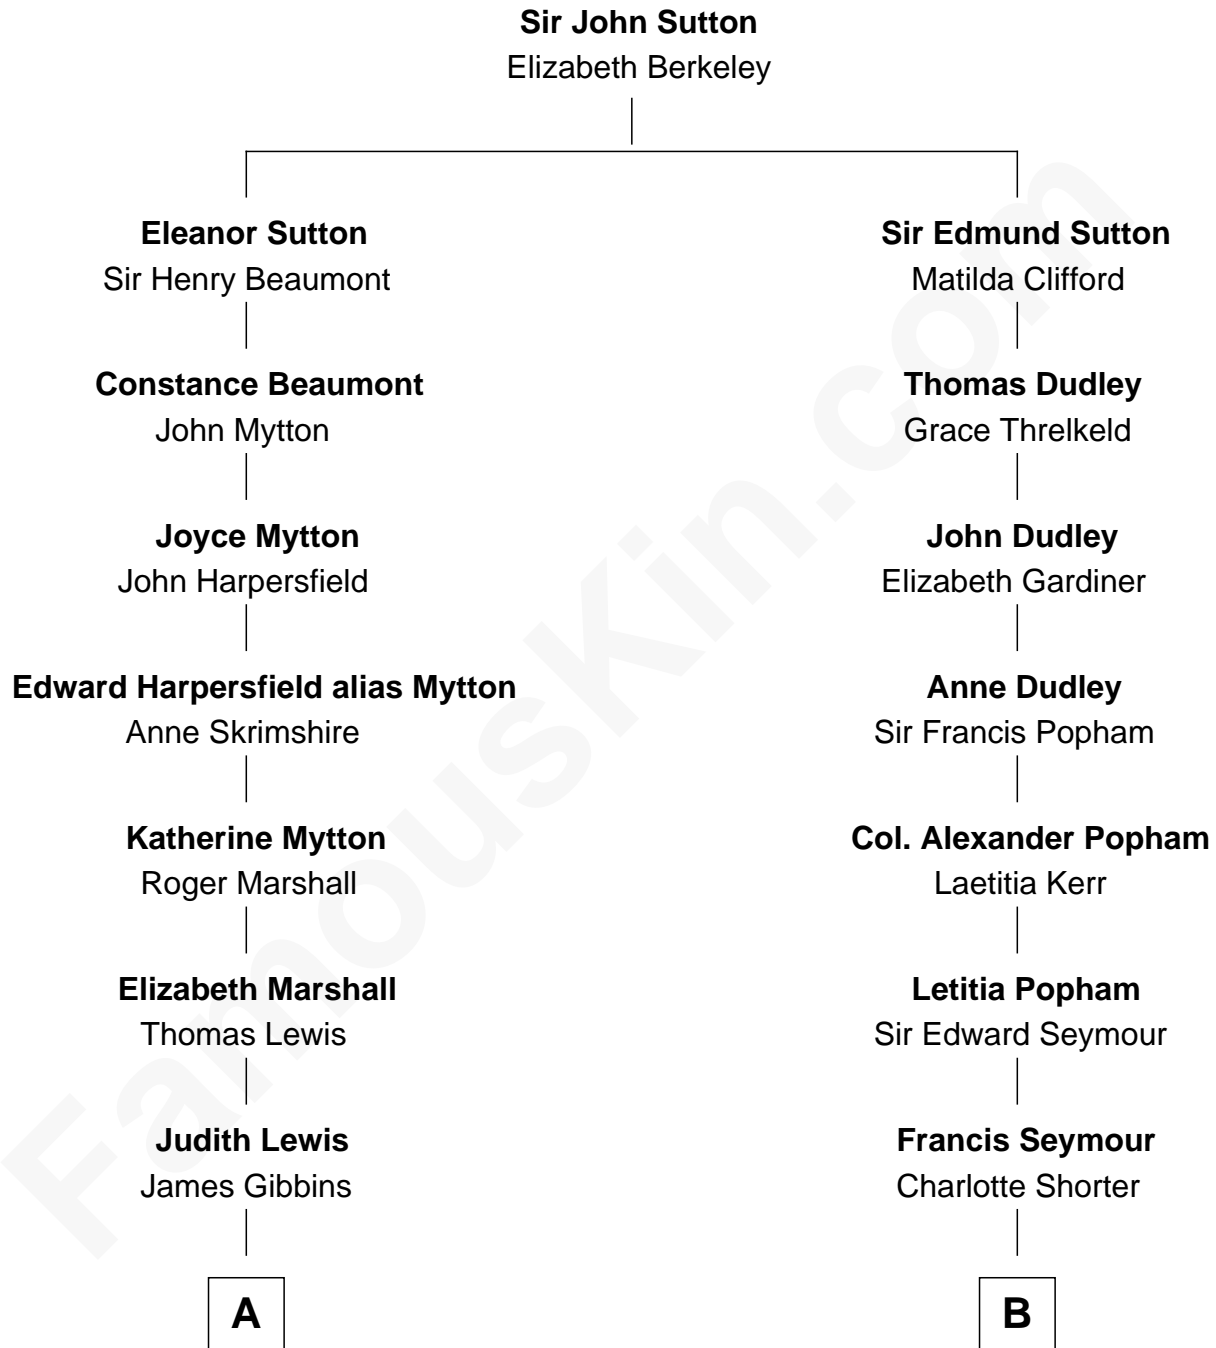 Sir John Sutton
Elizabeth Berkeley
Eleanor Sutton
Sir Henry Beaumont
Sir Edmund Sutton
Matilda Clifford
Constance Beaumont
John Mytton
Thomas Dudley
Grace Threlkeld
Joyce Mytton
John Harpersfield
John Dudley
Elizabeth Gardiner
Edward Harpersfield alias Mytton
Anne Skrimshire
Anne Dudley
Sir Francis Popham
Katherine Mytton
Roger Marshall
Col. Alexander Popham
Laetitia Kerr
Elizabeth Marshall
Thomas Lewis
Letitia Popham
Sir Edward Seymour
Judith Lewis
James Gibbins
Francis Seymour
Charlotte Shorter
A
B
FamousKin.com